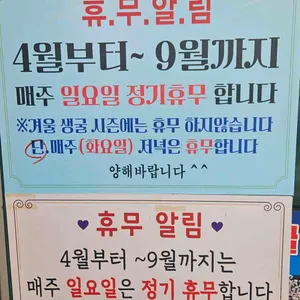 휴.무.알.림
4월부터~ 9월까지
매주 일요일 정기휴무 합니다
※겨울 생굴 시즌에는 휴무 하지않습니다
단, 매주(화요일) 저녁은 휴무합니다
양해바랍니다 ^^
♥ 휴무 알림 ♥
4월부터 ~9월까지는
매주 일요일은 정기 휴무합니다